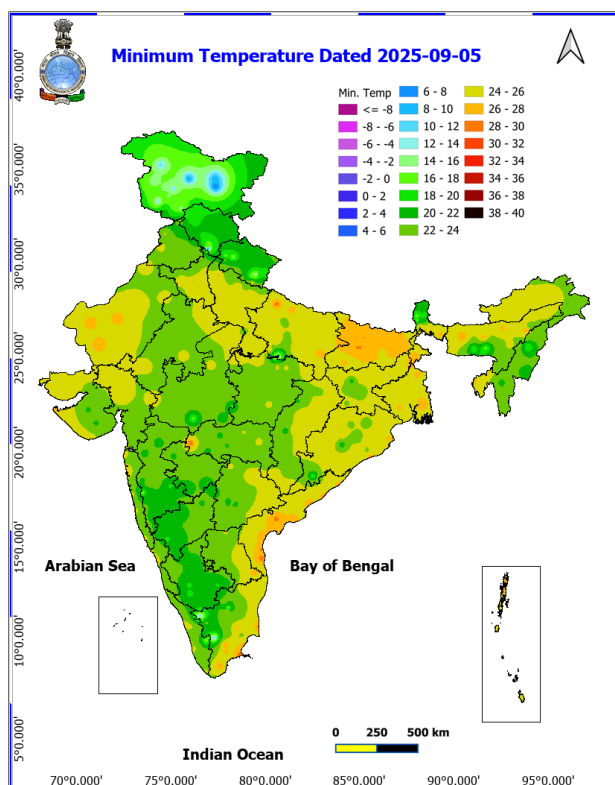 Minimum Temperature Dated 2025-09-05
Min. Temp
<= -8
-8 - -6
-6 - -4
-4 - -2
-2 - 0
0 - 2
2 - 4
4 - 6
6 - 8
8 - 10
10 - 12
12 - 14
14 - 16
16 - 18
18 - 20
20 - 22
22 - 24
24 - 26
26 - 28
28 - 30
30 - 32
32 - 34
34 - 36
36 - 38
38 - 40
40°0.000'
35°0.000'
30°0.000'
25°0.000'
20°0.000'
15°0.000'
10°0.000'
5°0.000'
Arabian Sea
Bay of Bengal
Indian Ocean
0 250 500 km
70°0.000' 75°0.000' 80°0.000' 85°0.000' 90°0.000' 95°0.000'